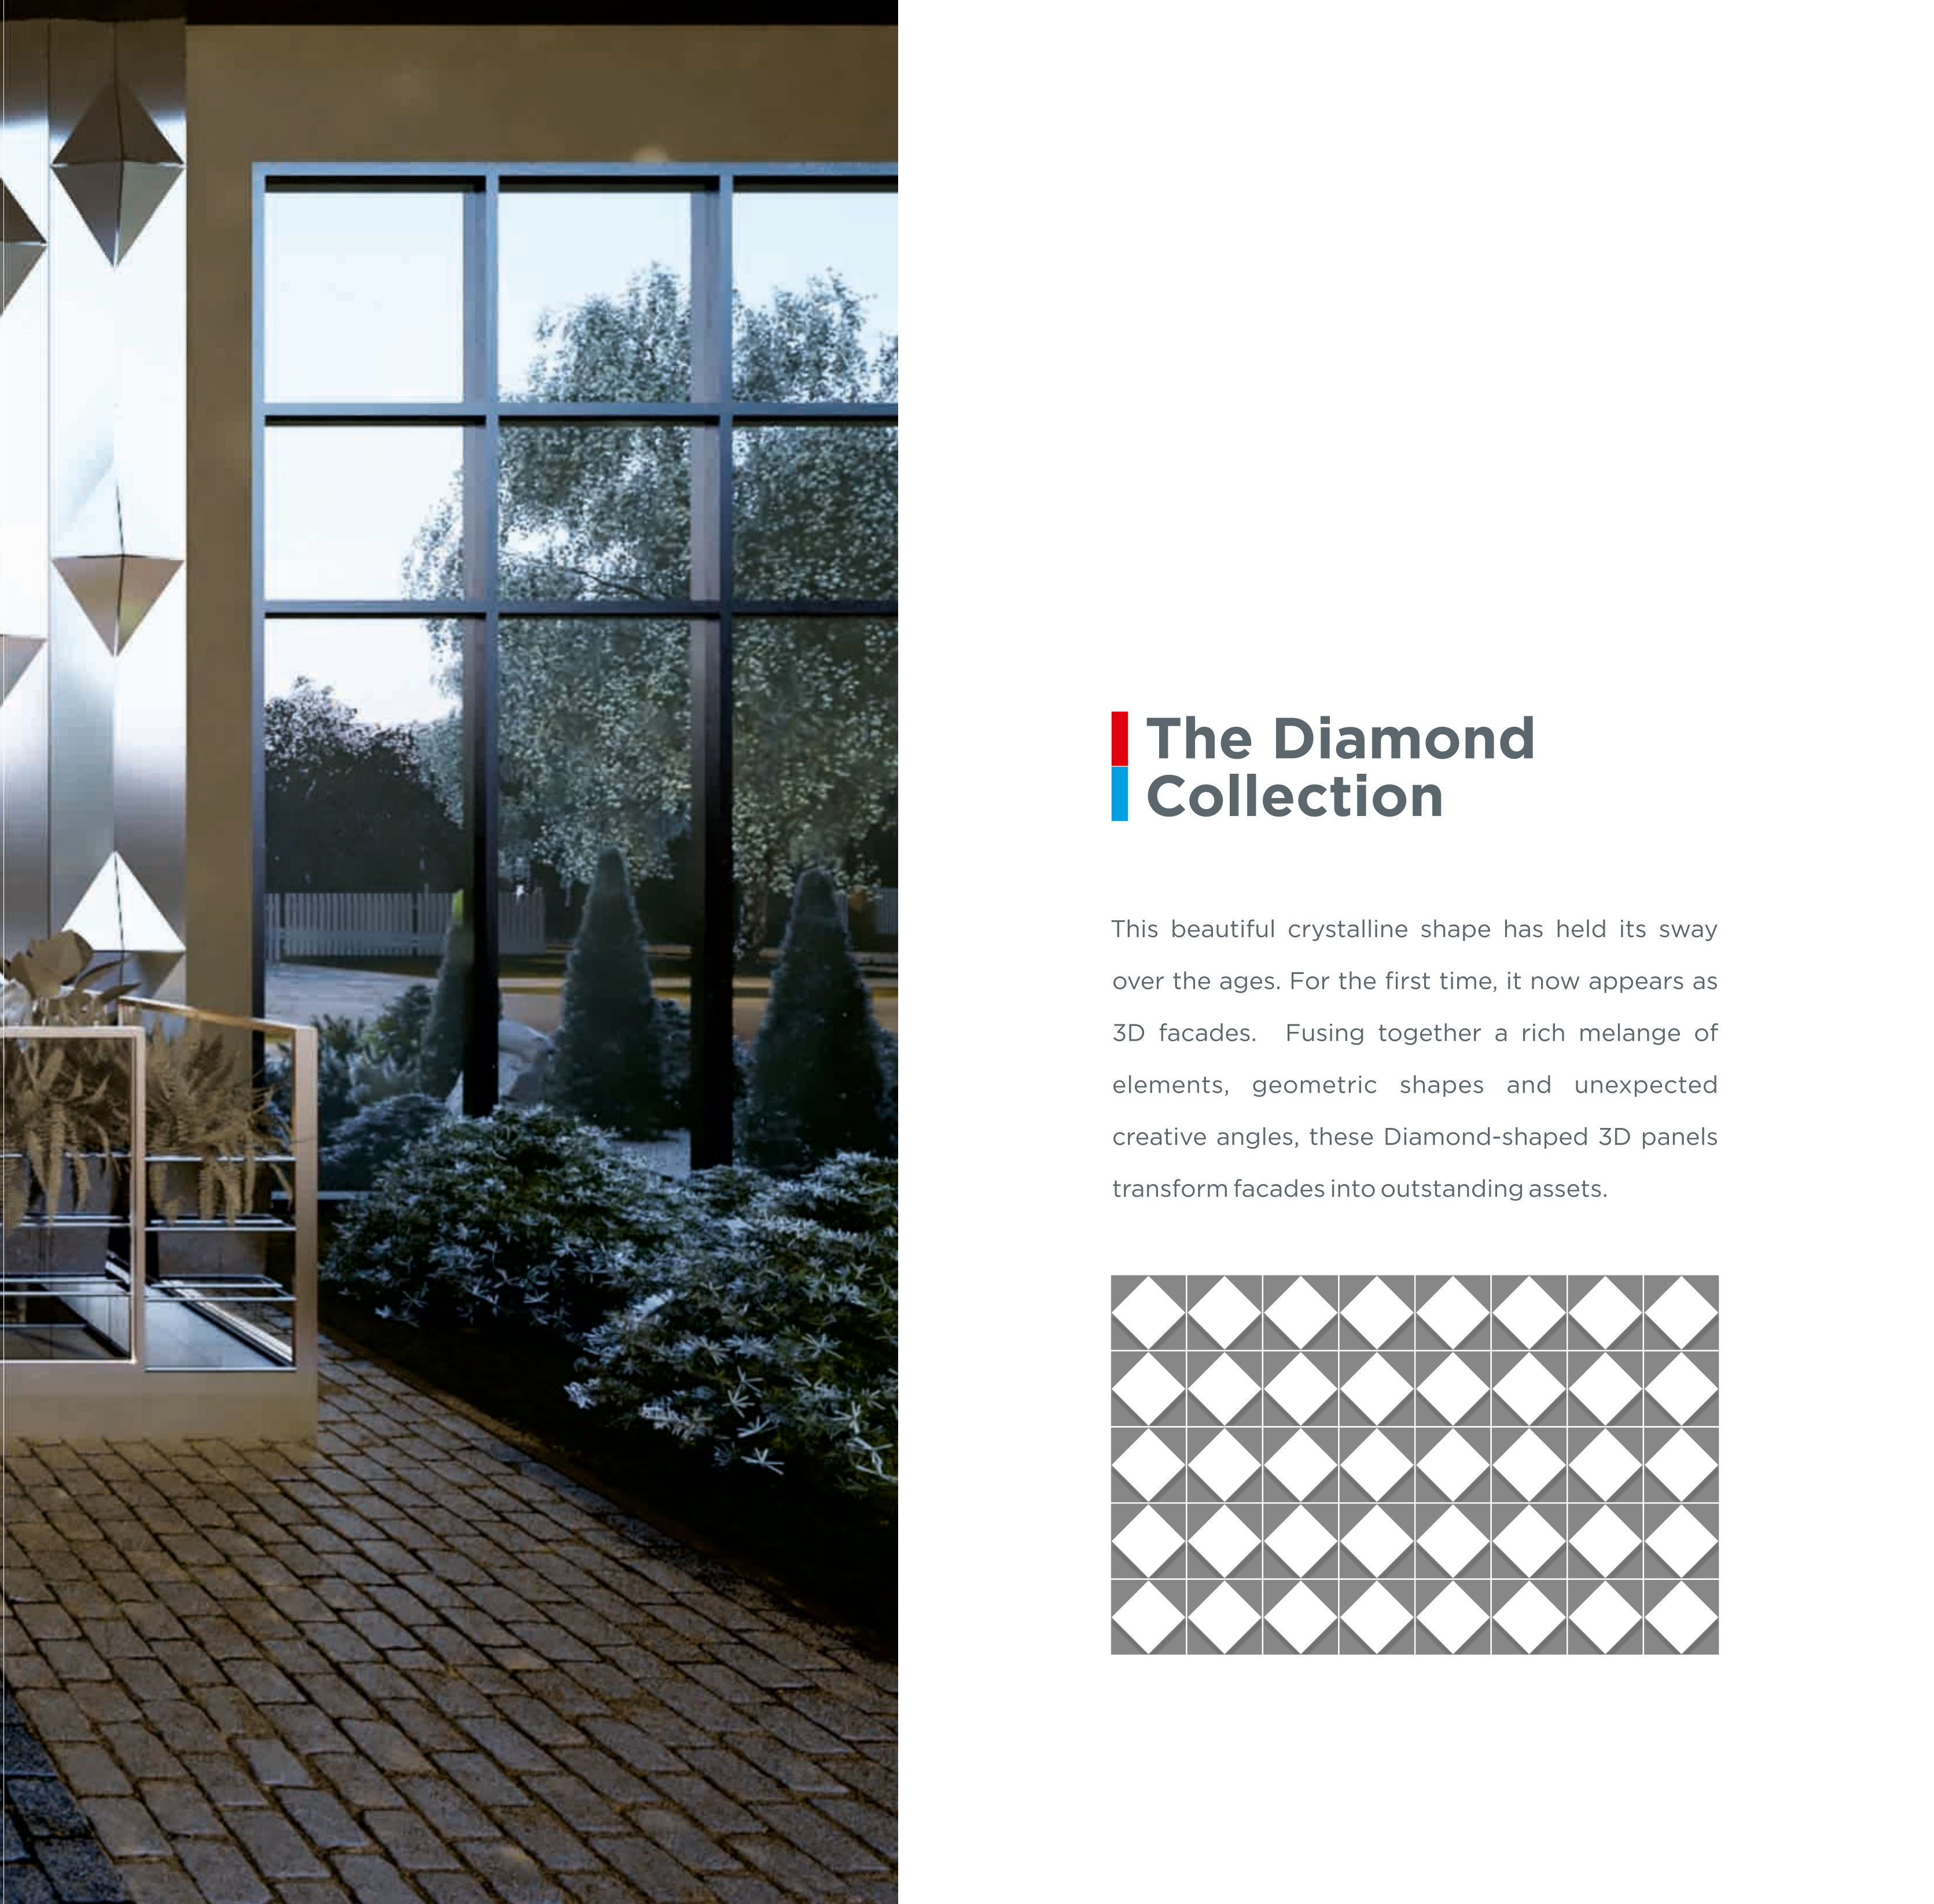 The Diamond
Collection
This beautiful crystalline shape has held its sway
over the ages. For the first time, it now appears as
3D facades. Fusing together a rich melange of
elements, geometric shapes and unexpected
creative angles, these Diamond-shaped 3D panels
transform facades into outstanding assets.